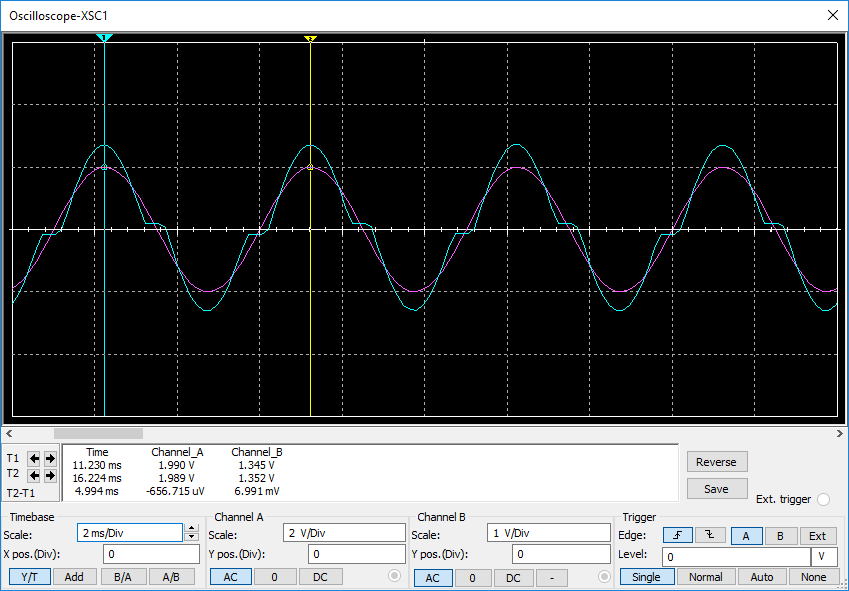 Oscilloscope-XSC1
1
2
Time Channel_A Channel_B
T1 11.230 ms 1.990 V 1.345 V
T2 16.224 ms 1.989 V 1.352 V
T2-T1 4.994 ms -656.715 uV 6.991 mV
Reverse
Save
Ext. trigger
Timebase
Scale: 2 ms/Div
X pos.(Div): 0
Y/T Add B/A A/B
Channel A
Scale: 2 V/Div
Y pos.(Div): 0
AC 0 DC
Channel B
Scale: 1 V/Div
Y pos.(Div): 0
AC 0 DC -
Trigger
Edge: A B Ext
Level: 0 V
Single Normal Auto None